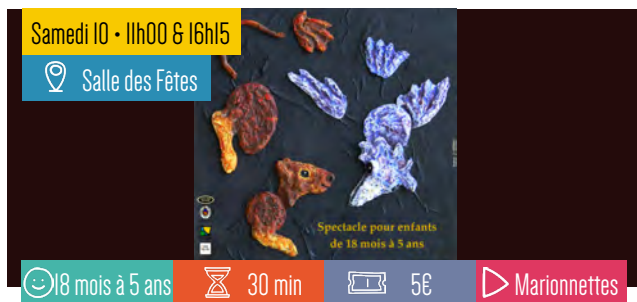 Samedi 10 • 11h00 & 16h15
Salle des Fêtes
Spectacle pour enfants
de 18 mois à 5 ans
18 mois à 5 ans
30 min
5€
Marionnettes